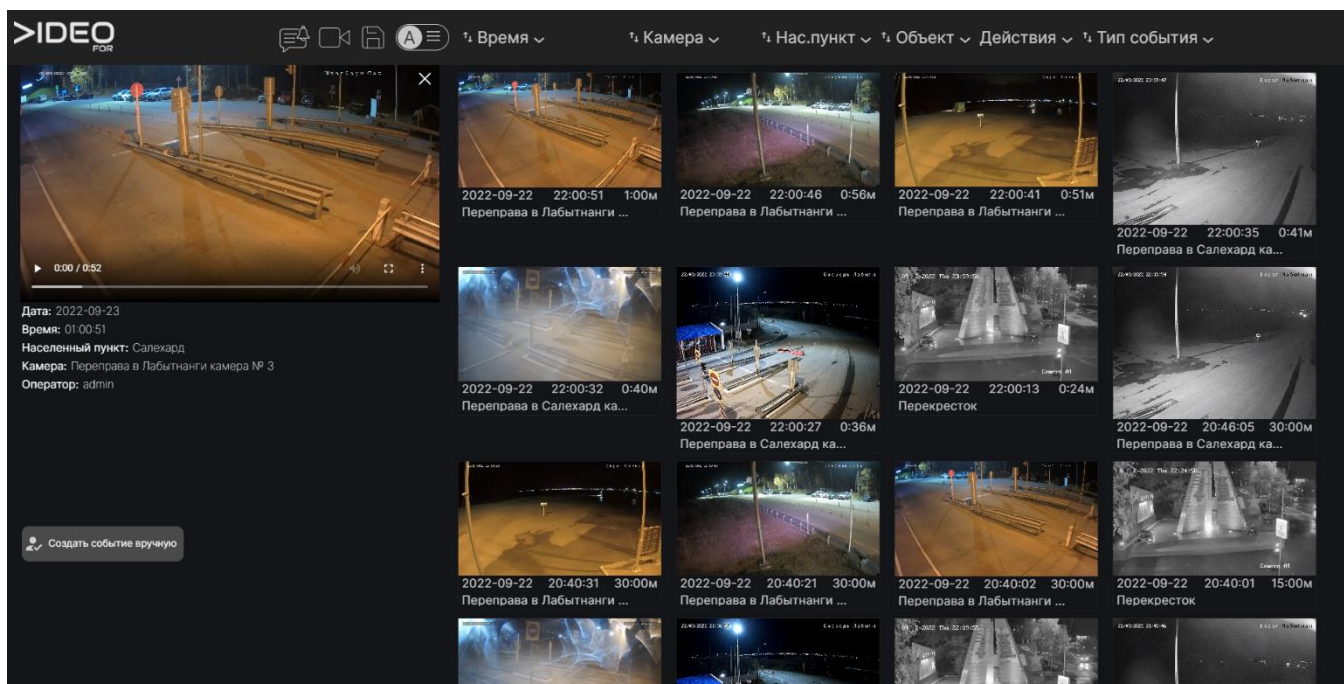 >IDEO
FOR
A
Время
Камера
Нас.пункт
Объект
Действия
Тип события
0:00 / 0:52
Дата: 2022-09-23
Время: 01:00:51
Населенный пункт: Салехард
Камера: Переправа в Лабытнанги камера № 3
Оператор: admin
Создать событие вручную
2022-09-22 22:00:51 1:00м
Переправа в Лабытнанги ...
2022-09-22 22:00:46 0:56м
Переправа в Лабытнанги ...
2022-09-22 22:00:41 0:51м
Переправа в Лабытнанги ...
2022-09-22 22:00:35 0:41м
Переправа в Салехард ка...
2022-09-22 22:00:32 0:40м
Переправа в Салехард ка...
2022-09-22 22:00:27 0:36м
Переправа в Салехард ка...
2022-09-22 22:00:13 0:24м
Перекресток
2022-09-22 20:46:05 30:00м
Переправа в Салехард ка...
2022-09-22 20:40:31 30:00м
Переправа в Лабытнанги ...
2022-09-22 20:40:21 30:00м
Переправа в Лабытнанги ...
2022-09-22 20:40:02 30:00м
Переправа в Лабытнанги ...
2022-09-22 20:40:01 15:00м
Перекресток